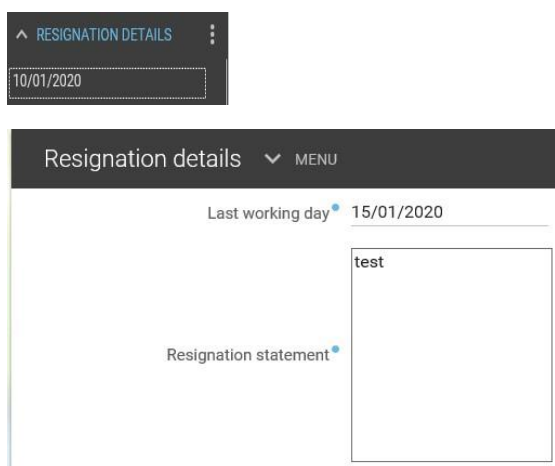 RESIGNATION DETAILS
10/01/2020
Resignation details MENU
Last working day 15/01/2020
test
Resignation statement